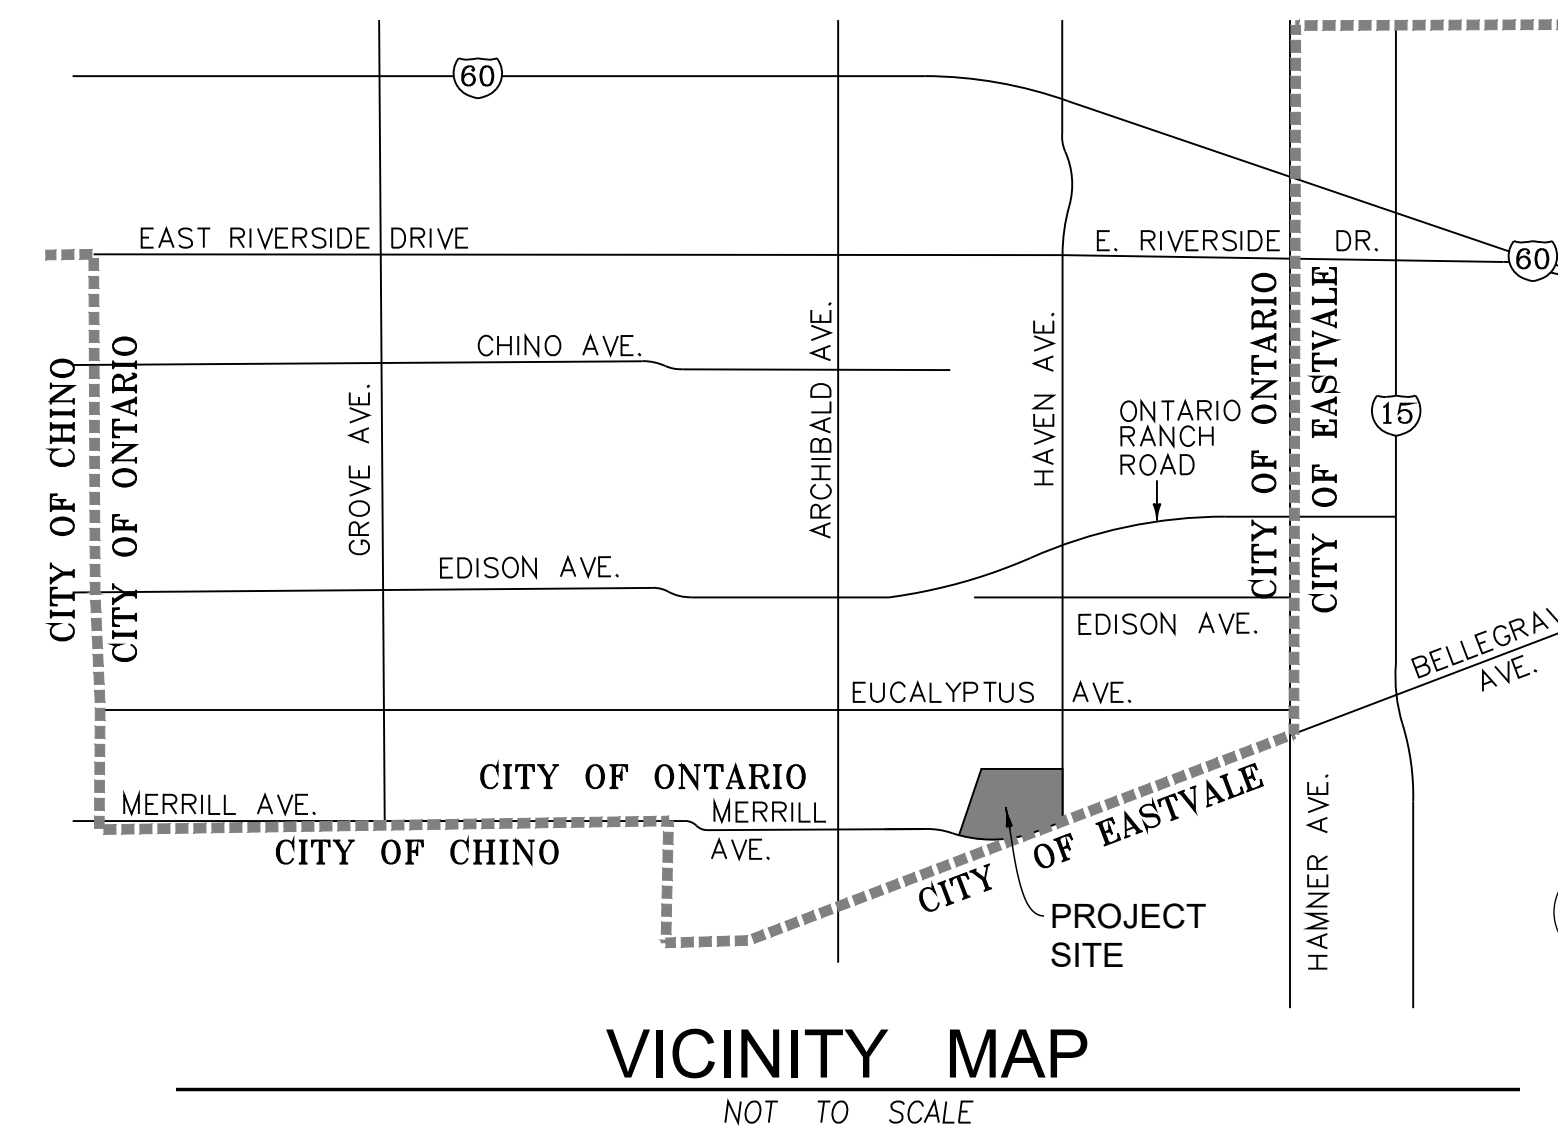 60
EAST RIVERSIDE DRIVE
E. RIVERSIDE DR.
60
CHINO AVE.
GROVE AVE.
ARCHIBALD AVE.
HAVEN AVE.
ONTARIO
RANCH
ROAD
CITY OF ONTARIO
CITY OF EASTVALE
15
CITY OF CHINO
CITY OF ONTARIO
EDISON AVE.
EDISON AVE.
BELLEGRAV
AVE.
EUCALYPTUS AVE.
CITY OF ONTARIO
MERRILL AVE.
MERRILL
AVE.
CITY OF CHINO
CITY OF EASTVALE
HAMNER AVE.
PROJECT
SITE
VICINITY MAP
NOT TO SCALE